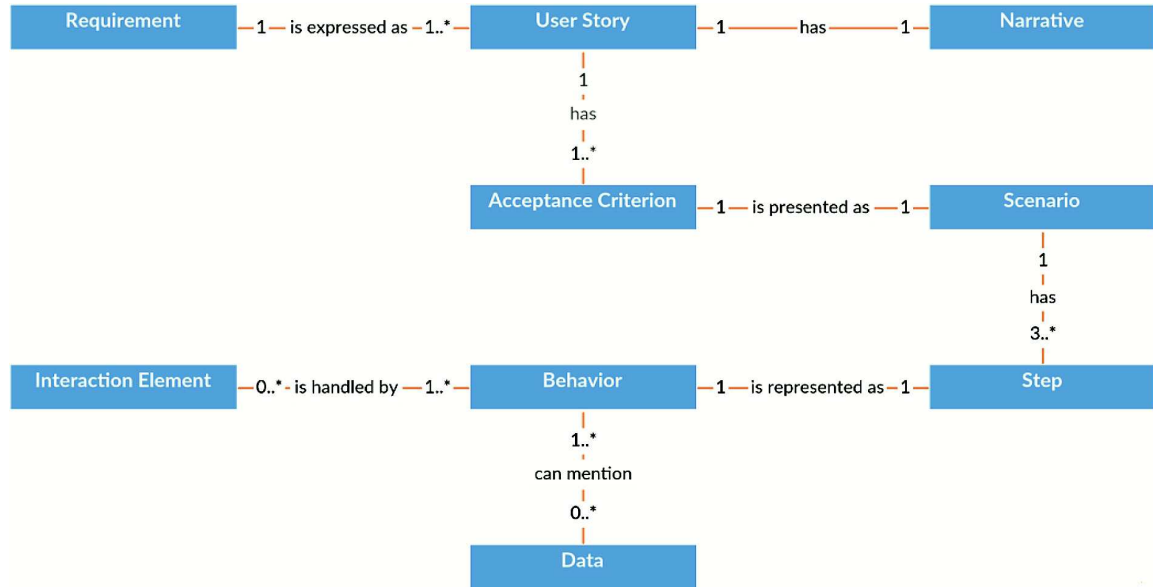 Requirement
1
is expressed as
1..*
User Story
1
has
1
Narrative
1
has
1..*
Acceptance Criterion
1
is presented as
1
Scenario
1
has
3..*
Interaction Element
0..*
is handled by
1..*
Behavior
1
is represented as
1
Step
1..*
can mention
0..*
Data